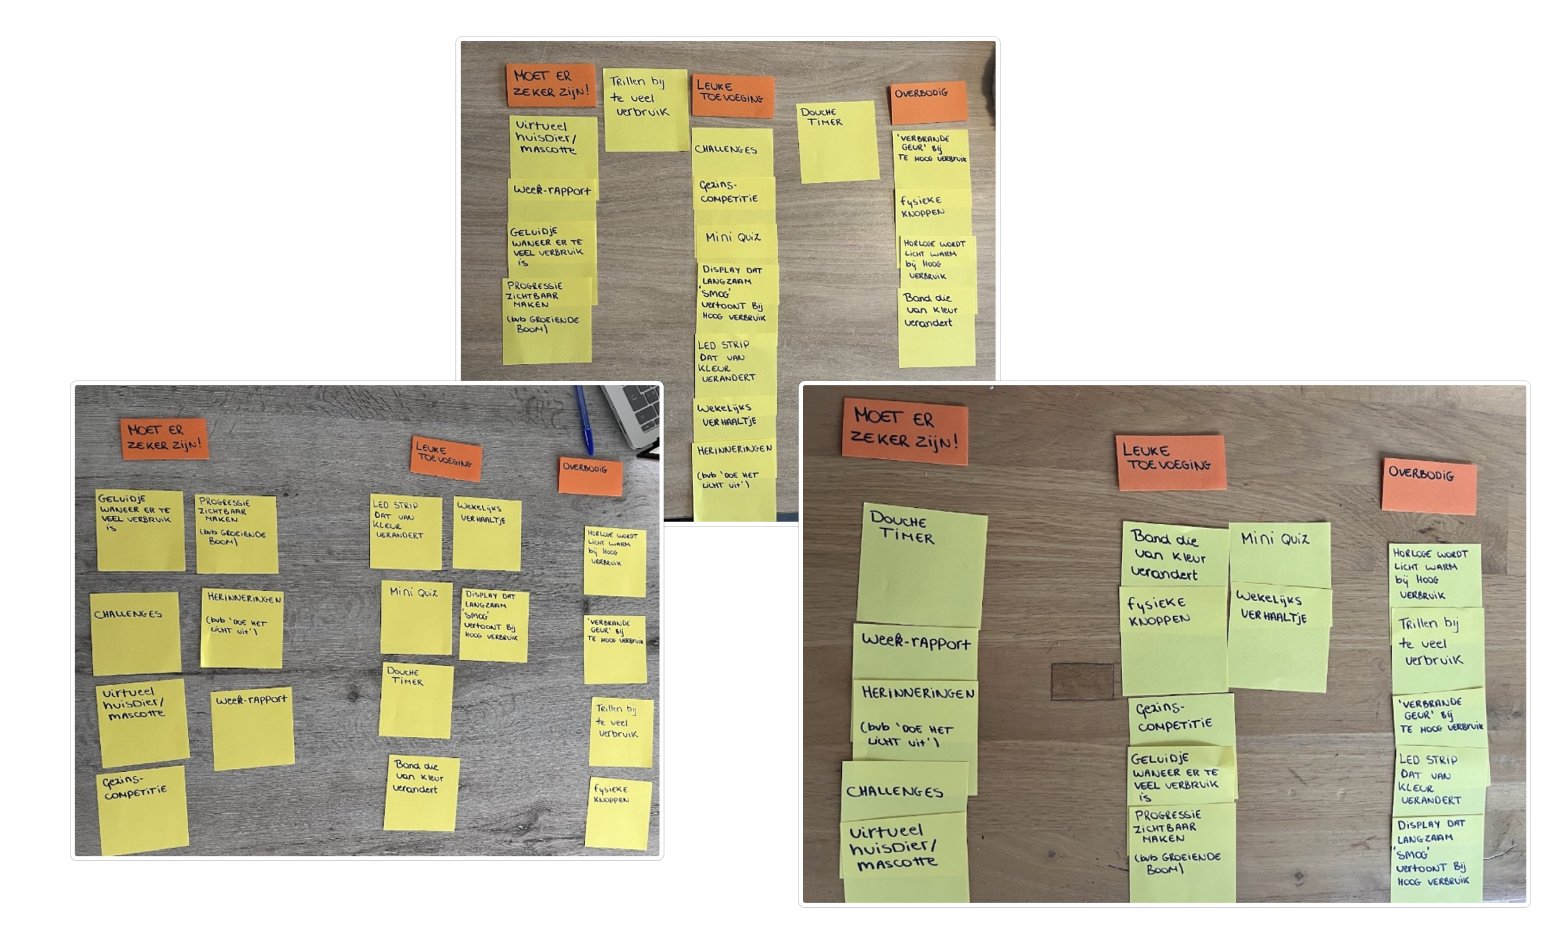 MOET ER
ZEKER ZIJN!
Virtueel
huisDier/
mascotte
Week-rapport
GELUIDJE
WANEER ER TE
VEEL VERBRUIK
is
PROGRESSIE
ZICHTBAAR
MAKEN
(bvb GROEIENDE
BOOM)
Trillen bij
te veel
verbruik
LEUKE
TOEVOEGING
CHALLENGES
Gezins-
COMPETITIE
Mini Quiz
DISPLAY DAT
LANGZAAM
'SMOG'
vertoont Bij
HOOG VERBRUIK
LED STRIP
DAT VAN
KLEUR
VERANDERT
Wekelijks
VERHAALTJE
HERINNERINGEN
(bvb 'DOE HET
LICHT uit')
DOUCHE
TIMER
OVERBODIG
'VERBRANDE
GEUR' Bij
TE HOOG VERBRUIK
fysieke
KNOPPEN
HORLOGE WORDT
LICHT WARM
bij HOOG
VERBRUIK
Band die
van kleur
verandert
MOET ER
ZEKER ZIJN!
GELUIDJE
WANEER ER TE
VEEL VERBRUIK
is
PROGRESSIE
ZICHTBAAR
MAKEN
(bvb GROEIENDE
BOOM)
CHALLENGES
HERINNERINGEN
(bvb 'DOE HET
LICHT uit')
Virtueel
huisDier/
mascotte
Week-rapport
Gezins-
COMPETITIE
LEUKE
TOEVOEGING
LED STRIP
DAT VAN
KLEUR
VERANDERT
Wekelijks
VERHAALTJE
Mini Quiz
DISPLAY DAT
LANGZAAM
'SMOG'
vertoont Bij
HOOG VERBRUIK
DOUCHE
TIMER
Band die
van kleur
verandert
OVERBODIG
HORLOGE WORDT
LICHT WARM
bij HOOG
VERBRUIK
'VERBRANDE
GEUR' Bij
TE HOOG VERBRUIK
Trillen bij
te veel
verbruik
fysieke
KNOPPEN
MOET ER
ZEKER ZIJN!
DOUCHE
TIMER
Week-rapport
HERINNERINGEN
(bvb 'DOE HET
LICHT uit')
CHALLENGES
Virtueel
huisDier/
mascotte
LEUKE
TOEVOEGING
Band die
van kleur
verandert
Mini Quiz
fysieke
KNOPPEN
Wekelijks
VERHAALTJE
Gezins-
COMPETITIE
GELUIDJE
WANEER ER TE
VEEL VERBRUIK
is
PROGRESSIE
ZICHTBAAR
MAKEN
(bvb GROEIENDE
BOOM)
OVERBODIG
HORLOGE WORDT
LICHT WARM
bij HOOG
VERBRUIK
Trillen bij
te veel
verbruik
'VERBRANDE
GEUR' Bij
TE HOOG VERBRUIK
LED STRIP
DAT VAN
KLEUR
VERANDERT
DISPLAY DAT
LANGZAAM
'SMOG'
vertoont Bij
HOOG VERBRUIK